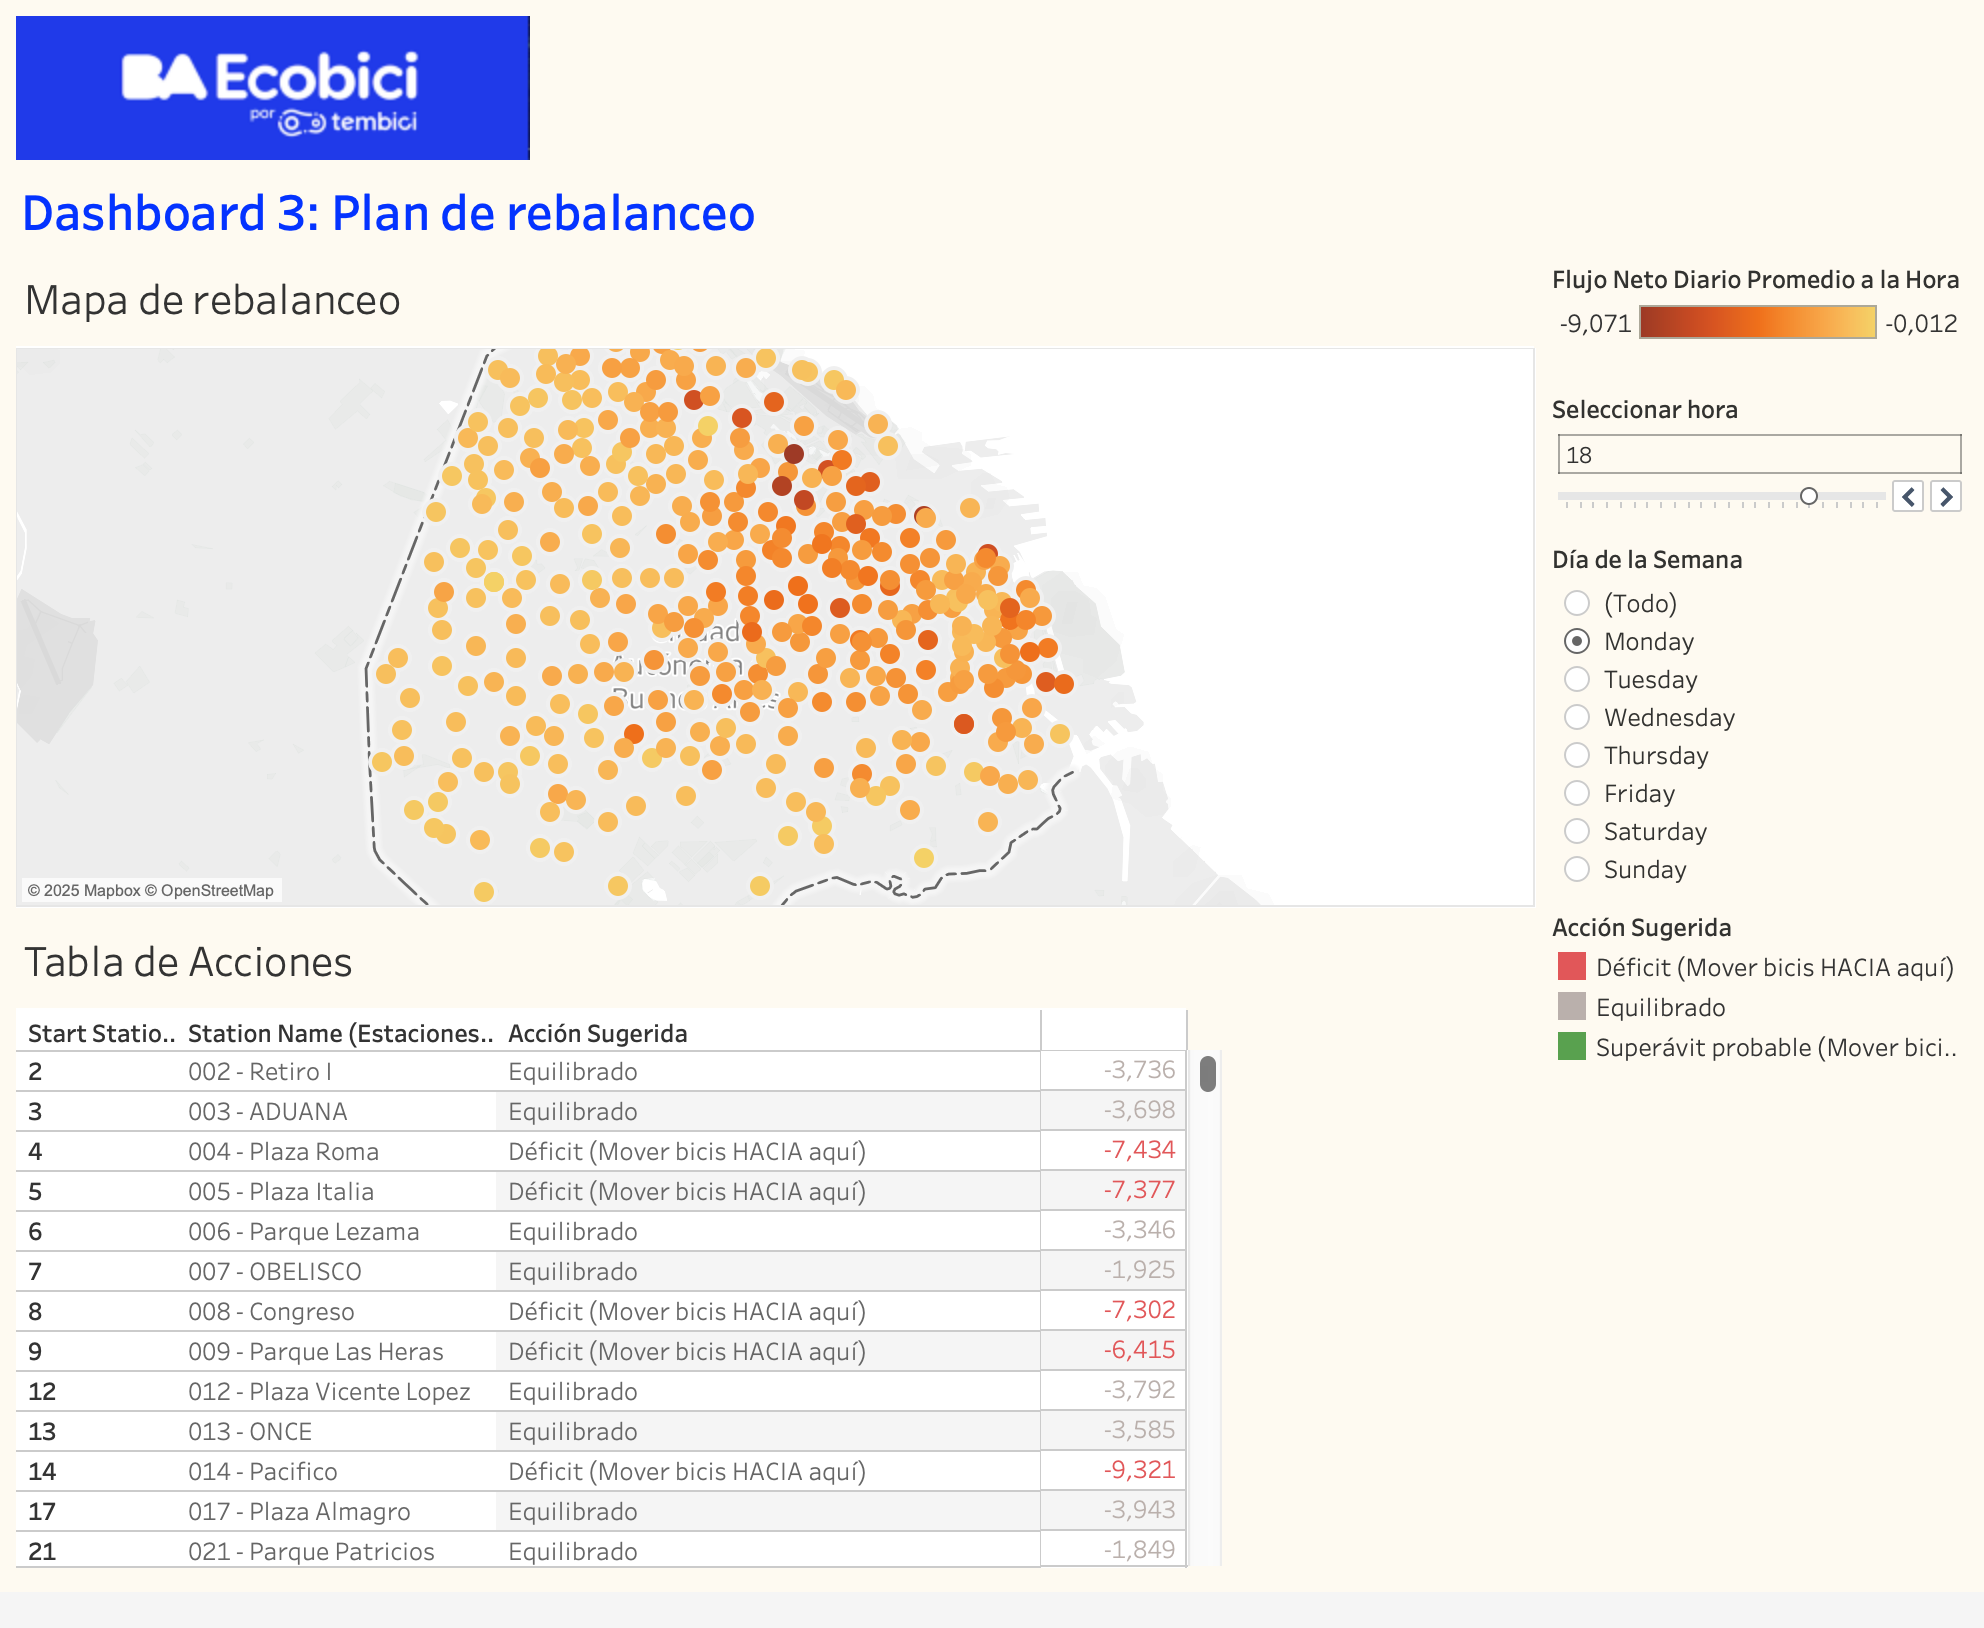 BA Ecobici
por tembici
Dashboard 3: Plan de rebalanceo
Mapa de rebalanceo
Flujo Neto Diario Promedio a la Hora
-9,071
-0,012
Seleccionar hora
18
Día de la Semana
(Todo)
Monday
Tuesday
Wednesday
Thursday
Friday
Saturday
Sunday
© 2025 Mapbox © OpenStreetMap
Acción Sugerida
Déficit (Mover bicis HACIA aquí)
Equilibrado
Superávit probable (Mover bici..
Tabla de Acciones
Start Statio.. Station Name (Estaciones.. Acción Sugerida
2 002 - Retiro I Equilibrado -3,736
3 003 - ADUANA Equilibrado -3,698
4 004 - Plaza Roma Déficit (Mover bicis HACIA aquí) -7,434
5 005 - Plaza Italia Déficit (Mover bicis HACIA aquí) -7,377
6 006 - Parque Lezama Equilibrado -3,346
7 007 - OBELISCO Equilibrado -1,925
8 008 - Congreso Déficit (Mover bicis HACIA aquí) -7,302
9 009 - Parque Las Heras Déficit (Mover bicis HACIA aquí) -6,415
12 012 - Plaza Vicente Lopez Equilibrado -3,792
13 013 - ONCE Equilibrado -3,585
14 014 - Pacifico Déficit (Mover bicis HACIA aquí) -9,321
17 017 - Plaza Almagro Equilibrado -3,943
21 021 - Parque Patricios Equilibrado -1,849